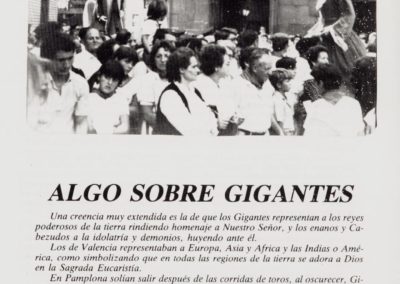 ALGO SOBRE GIGANTES
Una creencia muy extendida es la de que los Gigantes representan a los reyes
poderosos de la tierra rindiendo homenaje a Nuestro Señor, y los enanos y Ca-
bezudos a la idolatría y demonios, huyendo ante él.
Los de Valencia representaban a Europa, Asia y Africa y las Indias o Amé-
rica, como simbolizando que en todas las regiones de la tierra se adora a Dios
en la Sagrada Eucaristía.
En Pamplona solían salir después de las corridas de toros, al oscurecer, Gi-